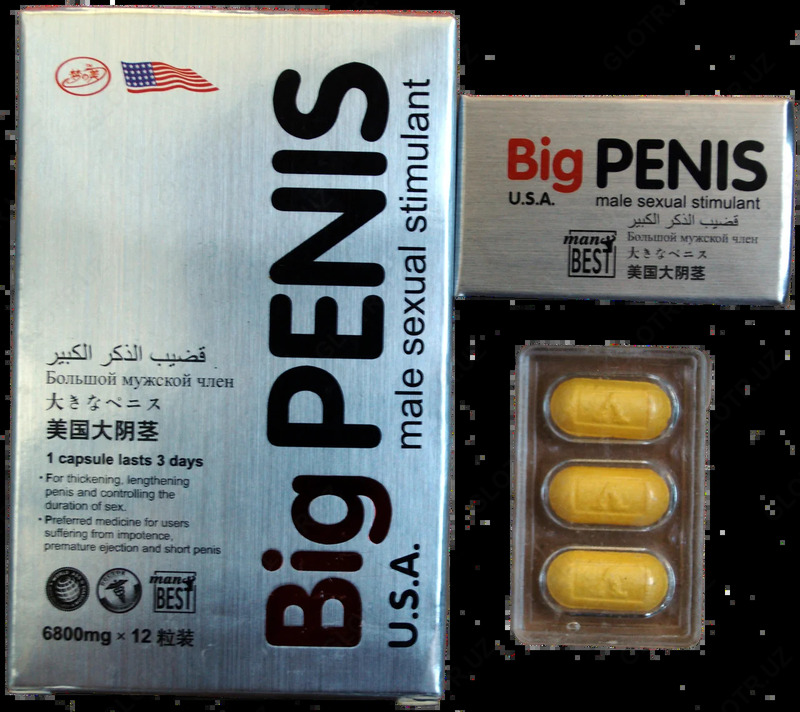 Big PENIS
U.S.A.
male sexual stimulant
قضيب الذكر الكبير
Большой мужской член
大きなペニス
美国大阴茎
1 capsule lasts 3 days
· For thickening, lengthening
penis and controlling the
duration of sex.
· Preferred medicine for users
suffering from impotence,
premature ejection and short penis
man's
BEST
6800mg × 12 粒装
Big PENIS
U.S.A.
male sexual stimulant
قضيب الذكر الكبير
Большой мужской член
大きなペニス
man's
BEST
美国大阴茎
GLOTR.UZ